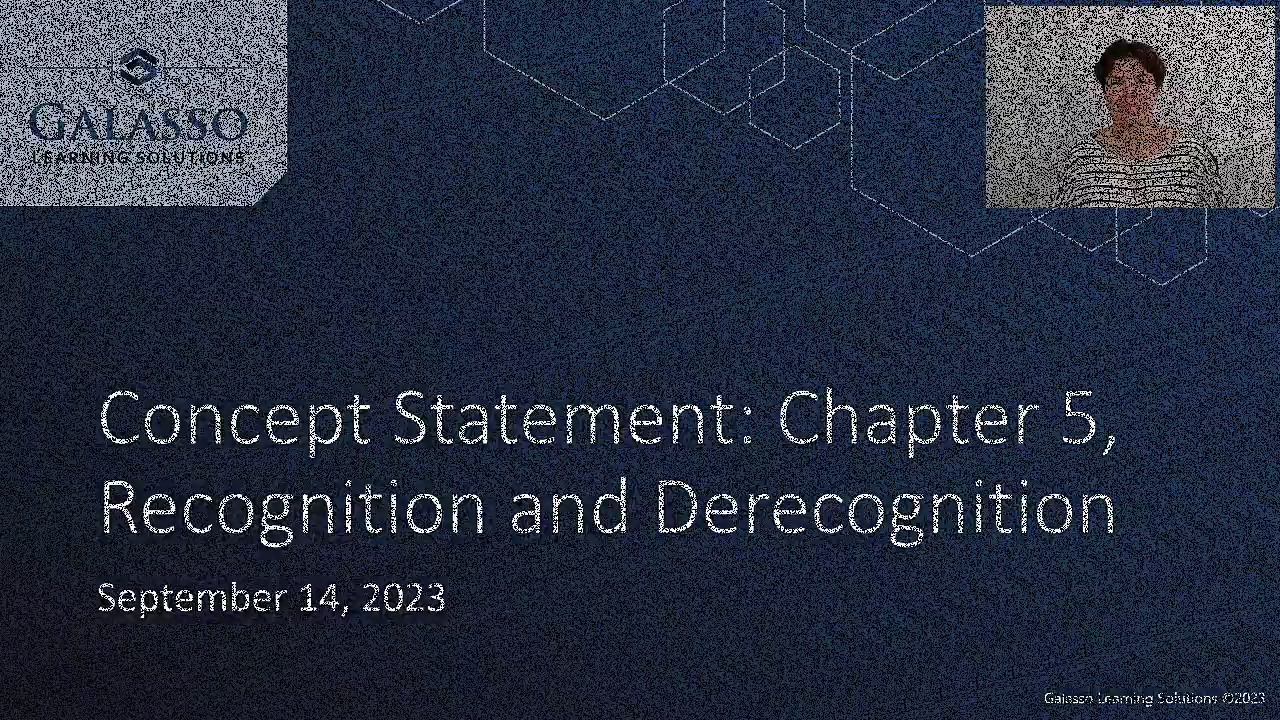 GALASSO
LEARNING SOLUTIONS
Concept Statement: Chapter 5,
Recognition and Derecognition
September 14, 2023
Galasso Learning Solutions ©2023